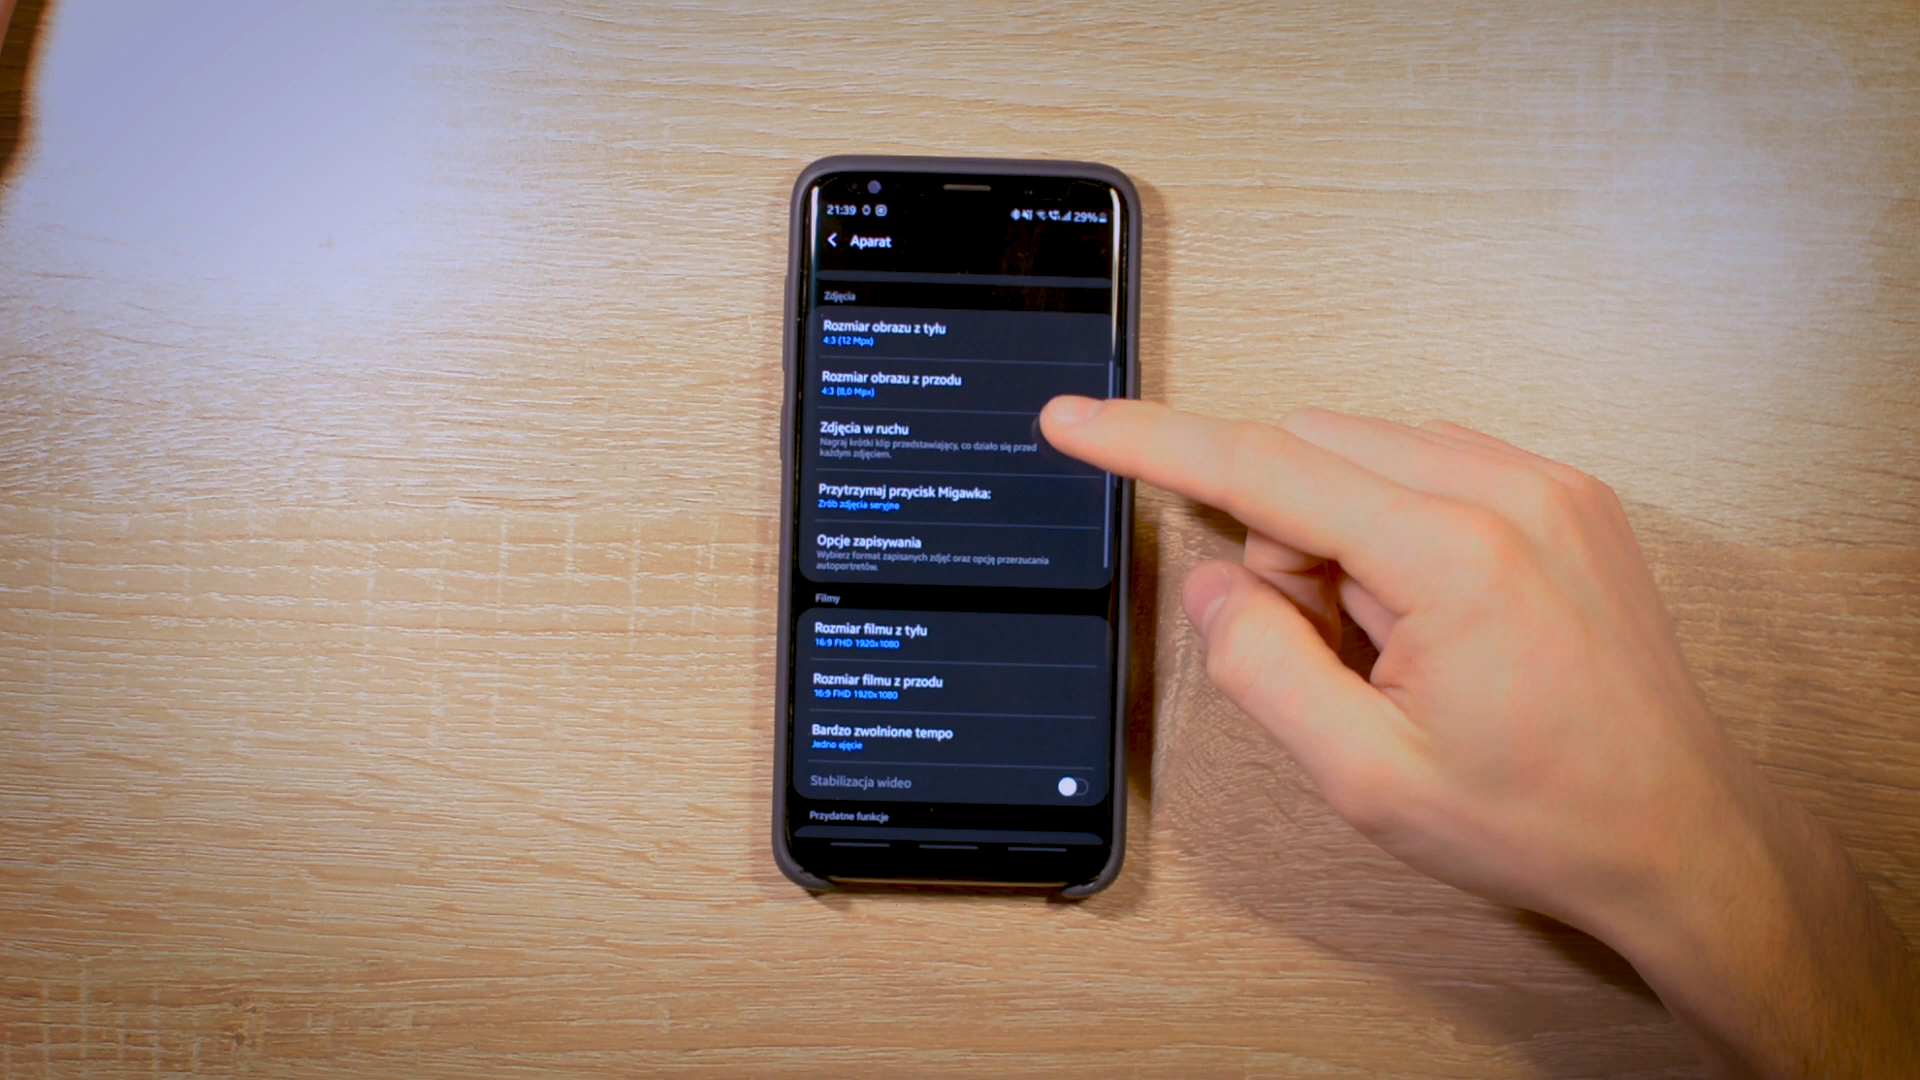 21:39
29%
Aparat
Zdjęcia
Rozmiar obrazu z tyłu
4:3 (12 Mpx)
Rozmiar obrazu z przodu
4:3 (8,0 Mpx)
Zdjęcia w ruchu
Nagraj krótki klip przedstawiający, co działo się przed
każdym zdjęciem.
Przytrzymaj przycisk Migawka:
Zrób zdjęcia seryjne
Opcje zapisywania
Wybierz format zapisanych zdjęć oraz opcję przerzucania
autoportretów.
Filmy
Rozmiar filmu z tyłu
16:9 FHD 1920x1080
Rozmiar filmu z przodu
16:9 FHD 1920x1080
Bardzo zwolnione tempo
Jedno ujęcie
Stabilizacja wideo
Przydatne funkcje